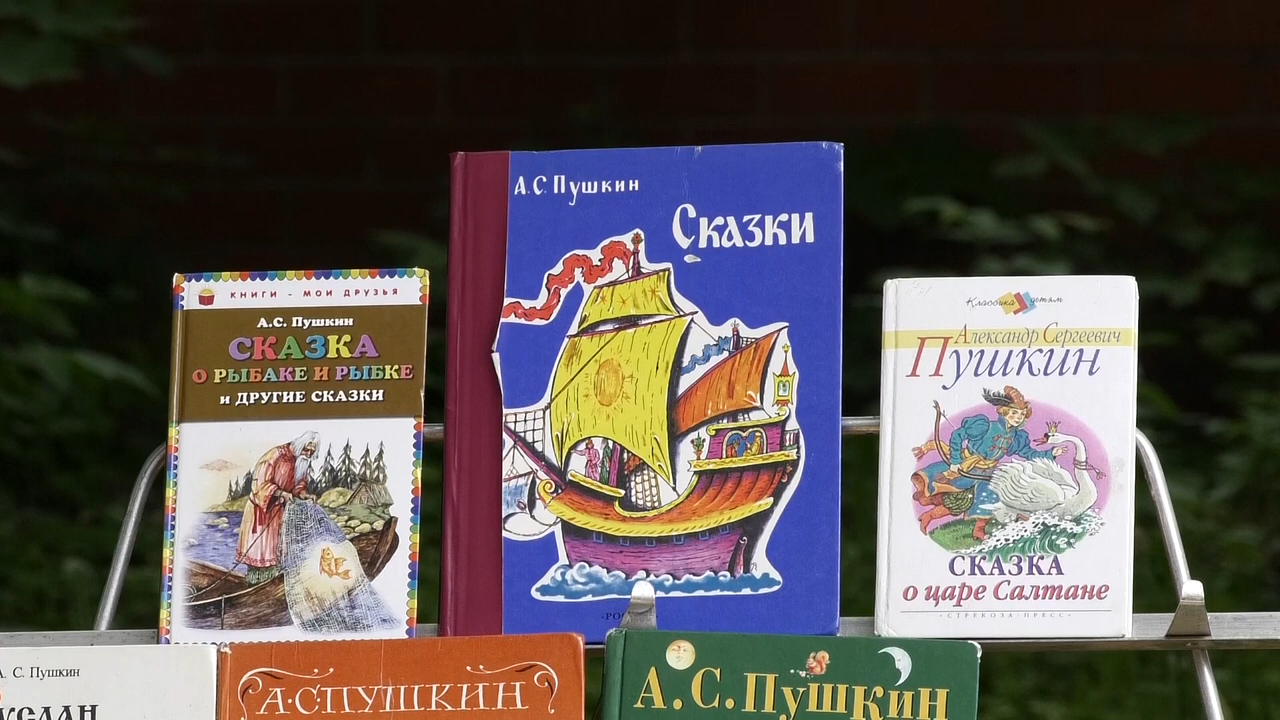 КНИГИ - МОИ ДРУЗЬЯ
А.С. Пушкин
СКАЗКА
О РЫБАКЕ И РЫБКЕ
и ДРУГИЕ СКАЗКИ
А.С. Пушкин
Сказки
Классика детям
Александр Сергеевич
Пушкин
СКАЗКА
о царе Салтане
СТРЕКОЗА-ПРЕСС
А. С. Пушкин
А·С ПУШКИН
А.С.Пушкин